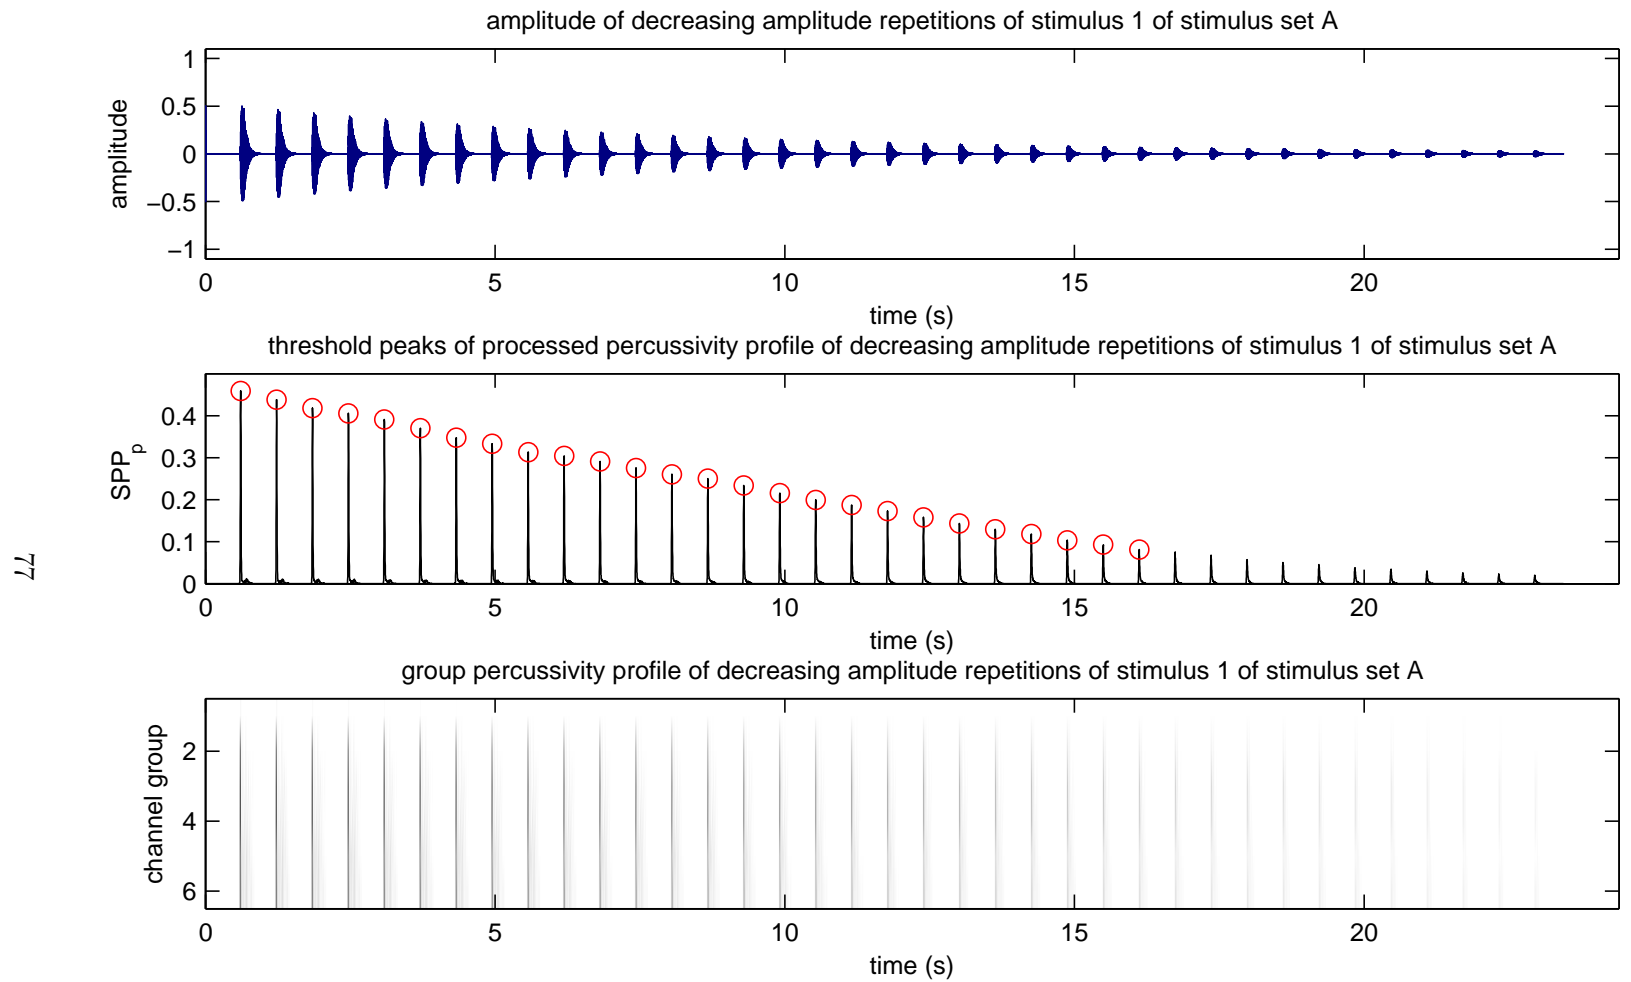 amplitude of decreasing amplitude repetitions of stimulus 1 of stimulus set A
1
0.5
0
−0.5
−1
amplitude
0 5 10 15 20
time (s)
threshold peaks of processed percussivity profile of decreasing amplitude repetitions of stimulus 1 of stimulus set A
0.4
0.3
0.2
0.1
0
SPPp
0 5 10 15 20
time (s)
group percussivity profile of decreasing amplitude repetitions of stimulus 1 of stimulus set A
2
4
6
channel group
0 5 10 15 20
time (s)
77